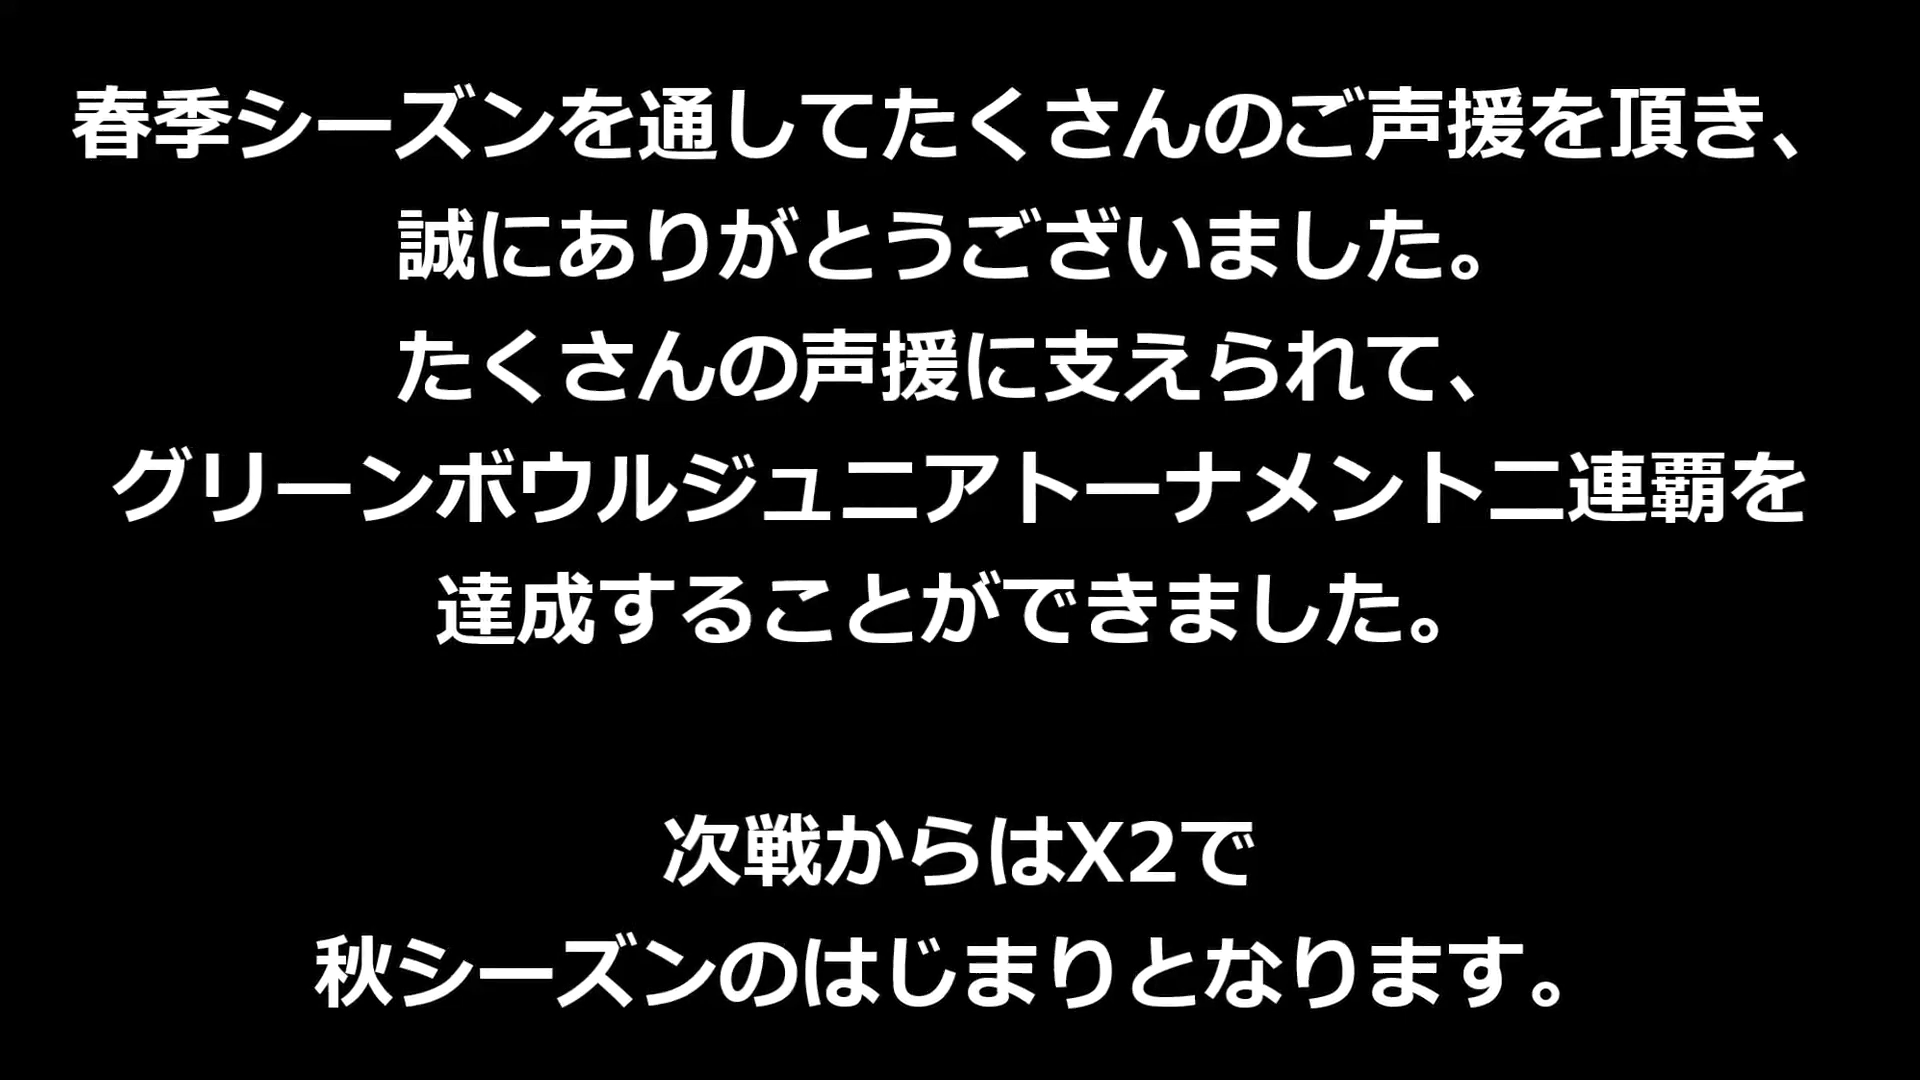 春季シーズンを通してたくさんのご声援を頂き、
誠にありがとうございました。
たくさんの声援に支えられて、
グリーンボウルジュニアトーナメント二連覇を
達成することができました。
次戦からはX2で
秋シーズンのはじまりとなります。